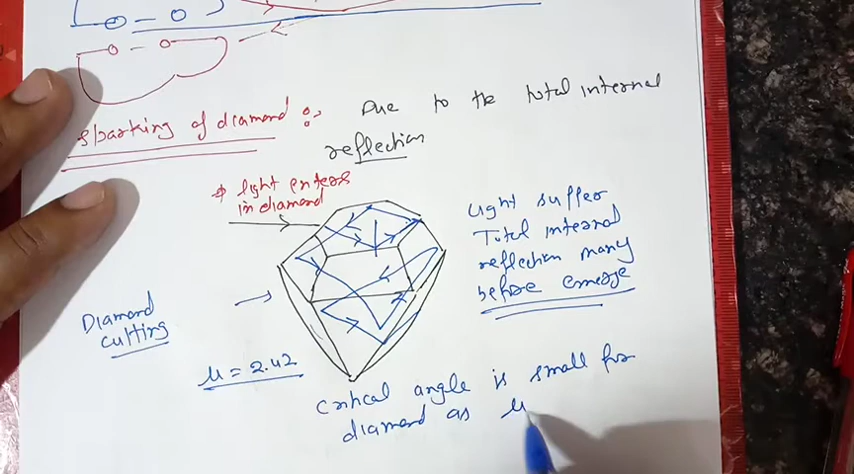 sparking of diamond :>
Due to the total internal
reflection
* light enters
in diamond
Light suffer
Total internal
reflection many
before emerge
Diamond
cutting
μ = 2.42
Critical angle is small for
diamond as μ